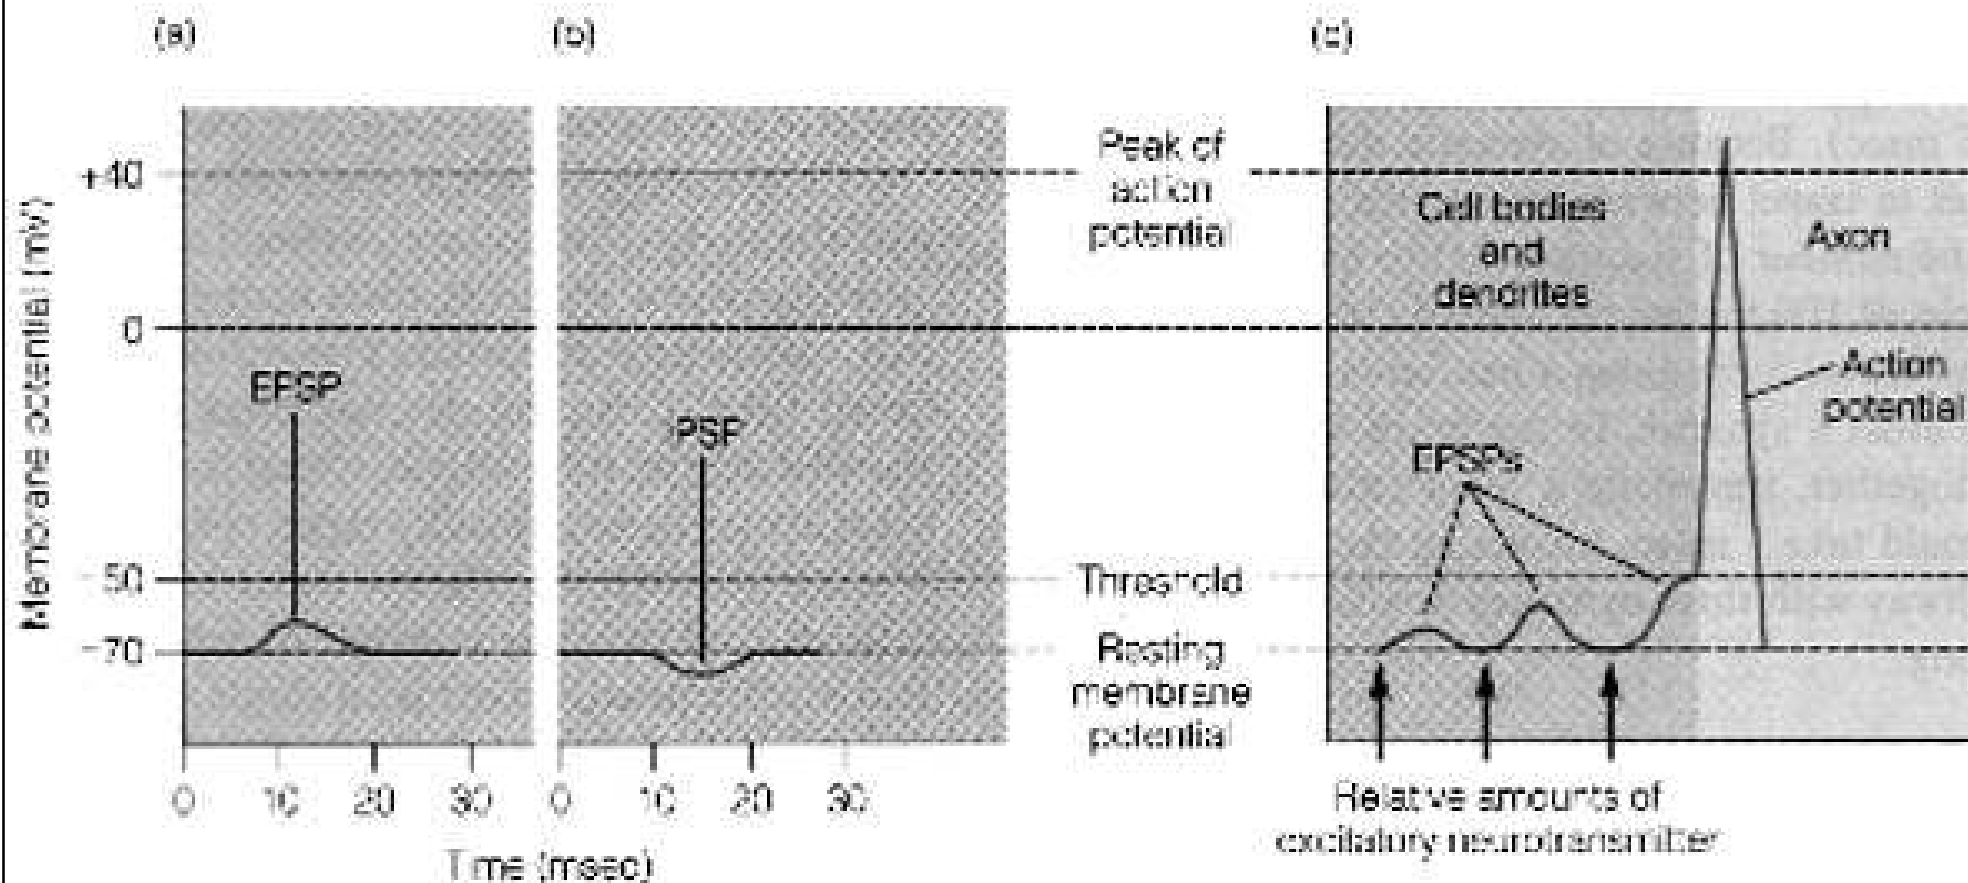 (a)
(b)
(c)
Membrane potential (mV)
+40
0
-50
-70
EPSP
PSP
0
10
20
30
0
10
20
30
Time (msec)
Peak of
action
potential
Threshold
Resting
membrane
potential
Cell bodies
and
dendrites
Axon
Action
potential
EPSPs
Relative amounts of
excitatory neurotransmitter